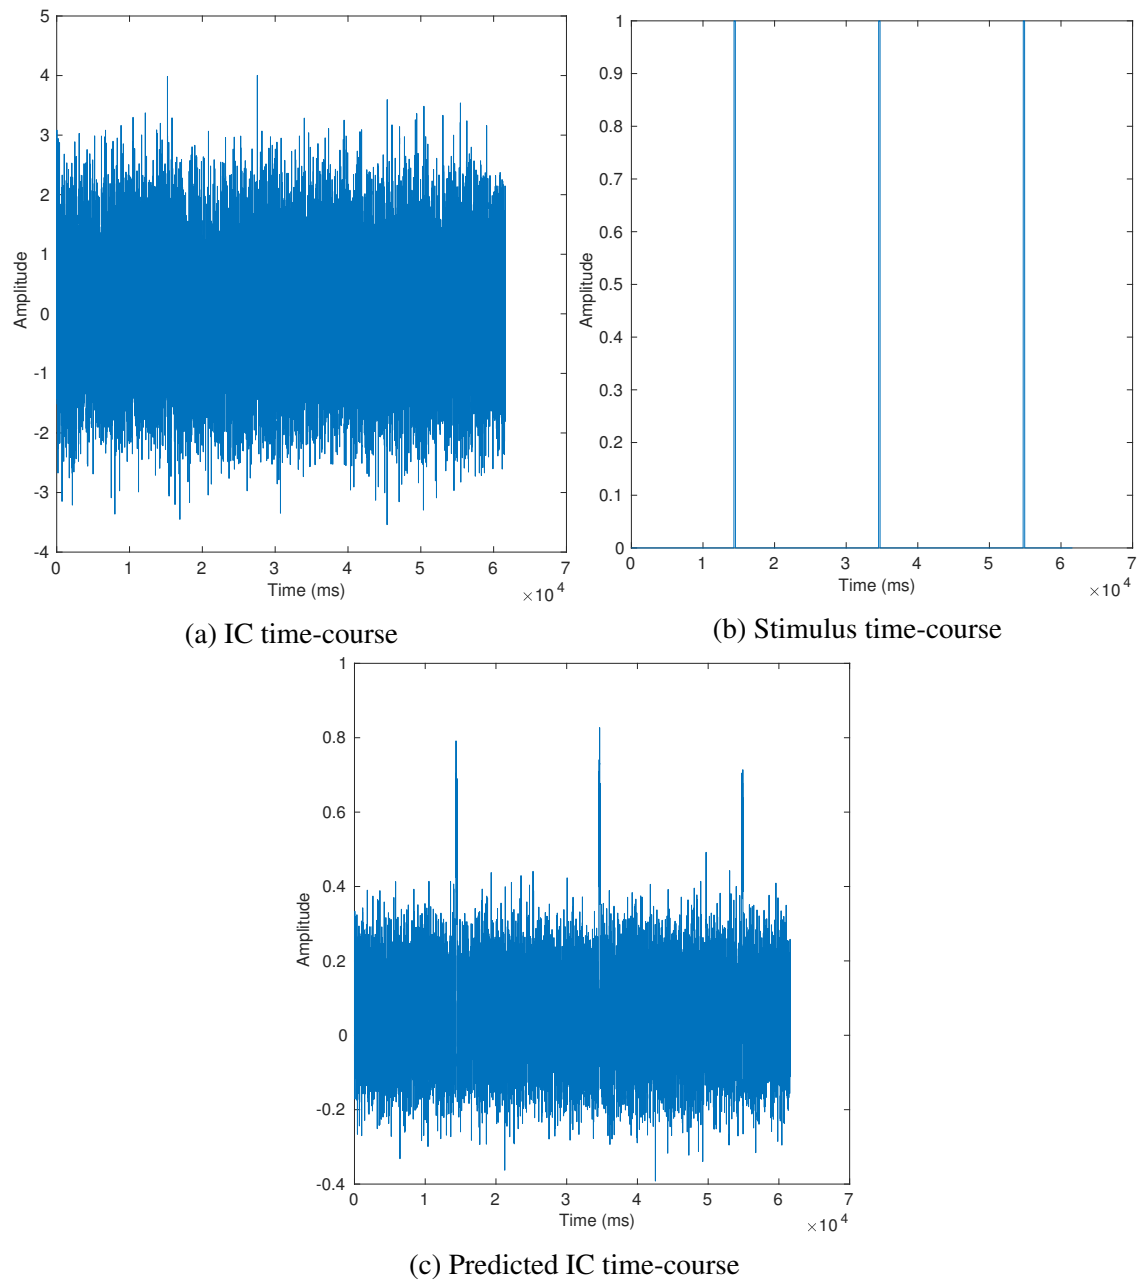 5
4
3
2
1
0
-1
-2
-3
-4
Amplitude
0 1 2 3 4 5 6 7
Time (ms)
×10^4
(a) IC time-course
1
0.9
0.8
0.7
0.6
0.5
0.4
0.3
0.2
0.1
0
Amplitude
0 1 2 3 4 5 6 7
Time (ms)
×10^4
(b) Stimulus time-course
1
0.8
0.6
0.4
0.2
0
-0.2
-0.4
Amplitude
0 1 2 3 4 5 6 7
Time (ms)
×10^4
(c) Predicted IC time-course